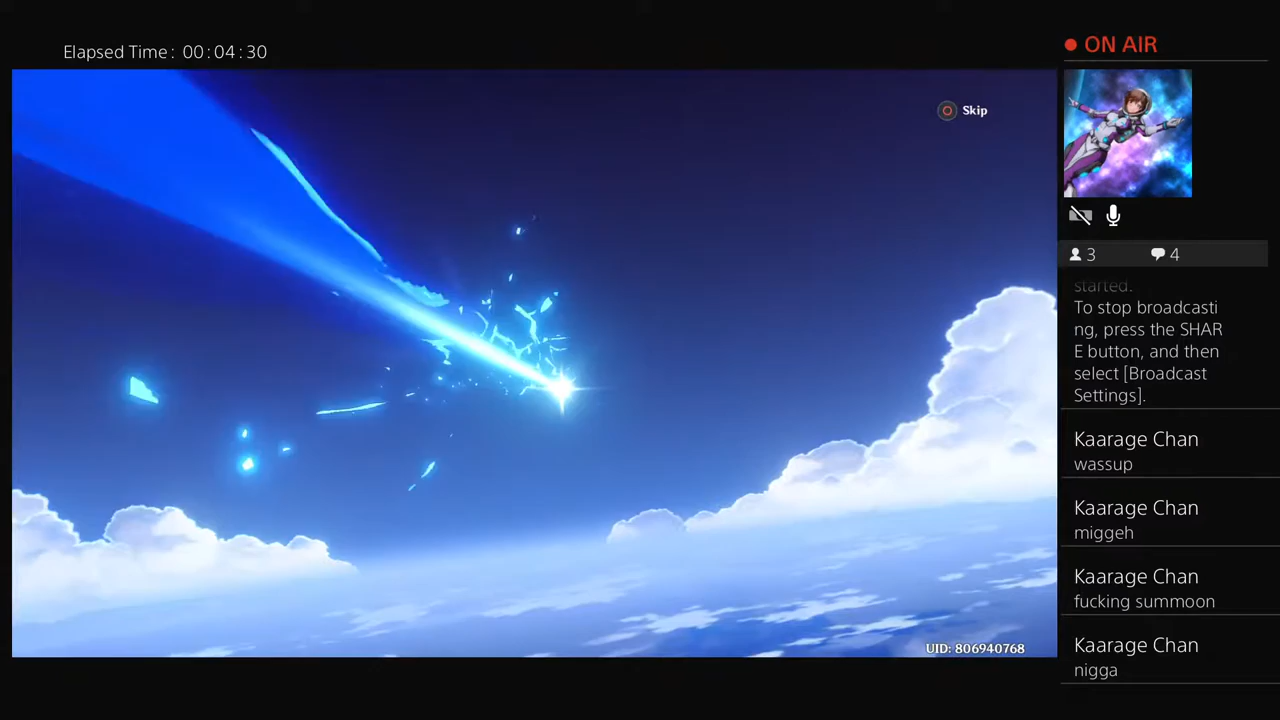 Elapsed Time: 00:04:30
ON AIR
Skip
3 4
started.
To stop broadcasti
ng, press the SHAR
E button, and then
select [Broadcast
Settings].
Kaarage Chan
wassup
Kaarage Chan
miggeh
Kaarage Chan
fucking summoon
Kaarage Chan
nigga
UID: 806940768